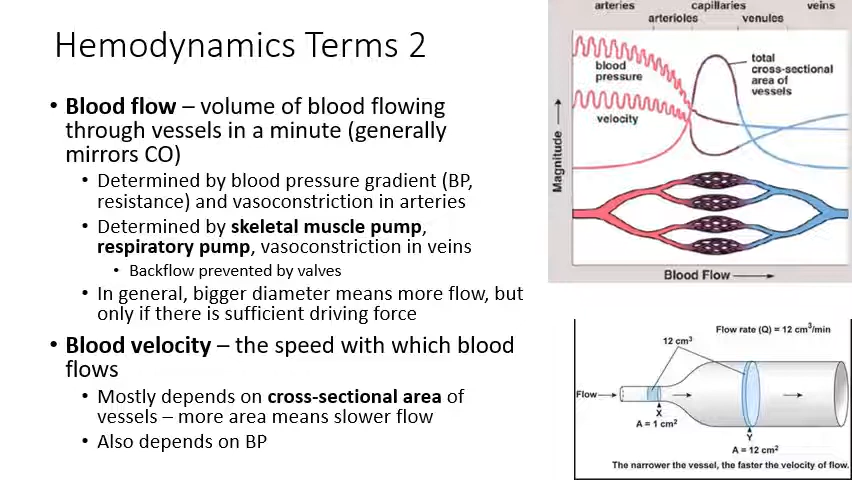 Hemodynamics Terms 2
• Blood flow – volume of blood flowing
through vessels in a minute (generally
mirrors CO)
• Determined by blood pressure gradient (BP,
resistance) and vasoconstriction in arteries
• Determined by skeletal muscle pump,
respiratory pump, vasoconstriction in veins
• Backflow prevented by valves
• In general, bigger diameter means more flow, but
only if there is sufficient driving force
• Blood velocity – the speed with which blood
flows
• Mostly depends on cross-sectional area of
vessels – more area means slower flow
• Also depends on BP
arteries capillaries veins
arterioles venules
blood
pressure
total
cross-sectional
area of
vessels
velocity
Magnitude
Blood Flow
Flow rate (Q) = 12 cm³/min
12 cm³
Flow
X
A = 1 cm²
Y
A = 12 cm²
The narrower the vessel, the faster the velocity of flow.